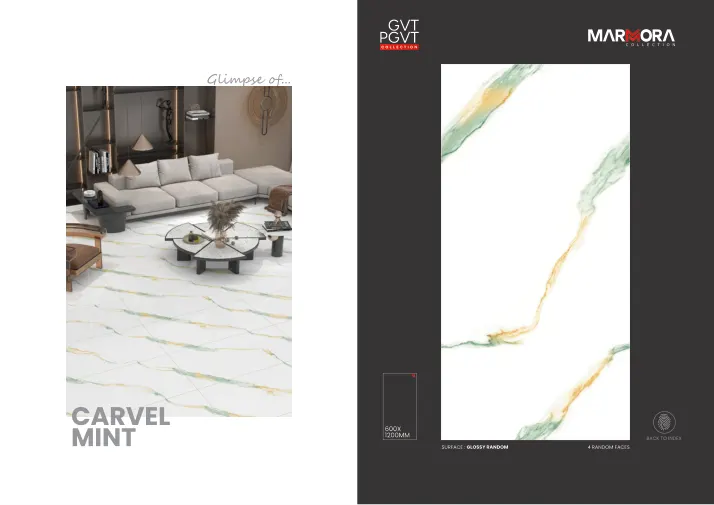 Glimpse of...
CARVEL
MINT
GVT
PGVT
COLLECTION
MARMORA
COLLECTION
600X
1200MM
SURFACE : GLOSSY RANDOM
4 RANDOM FACES
BACK TO INDEX